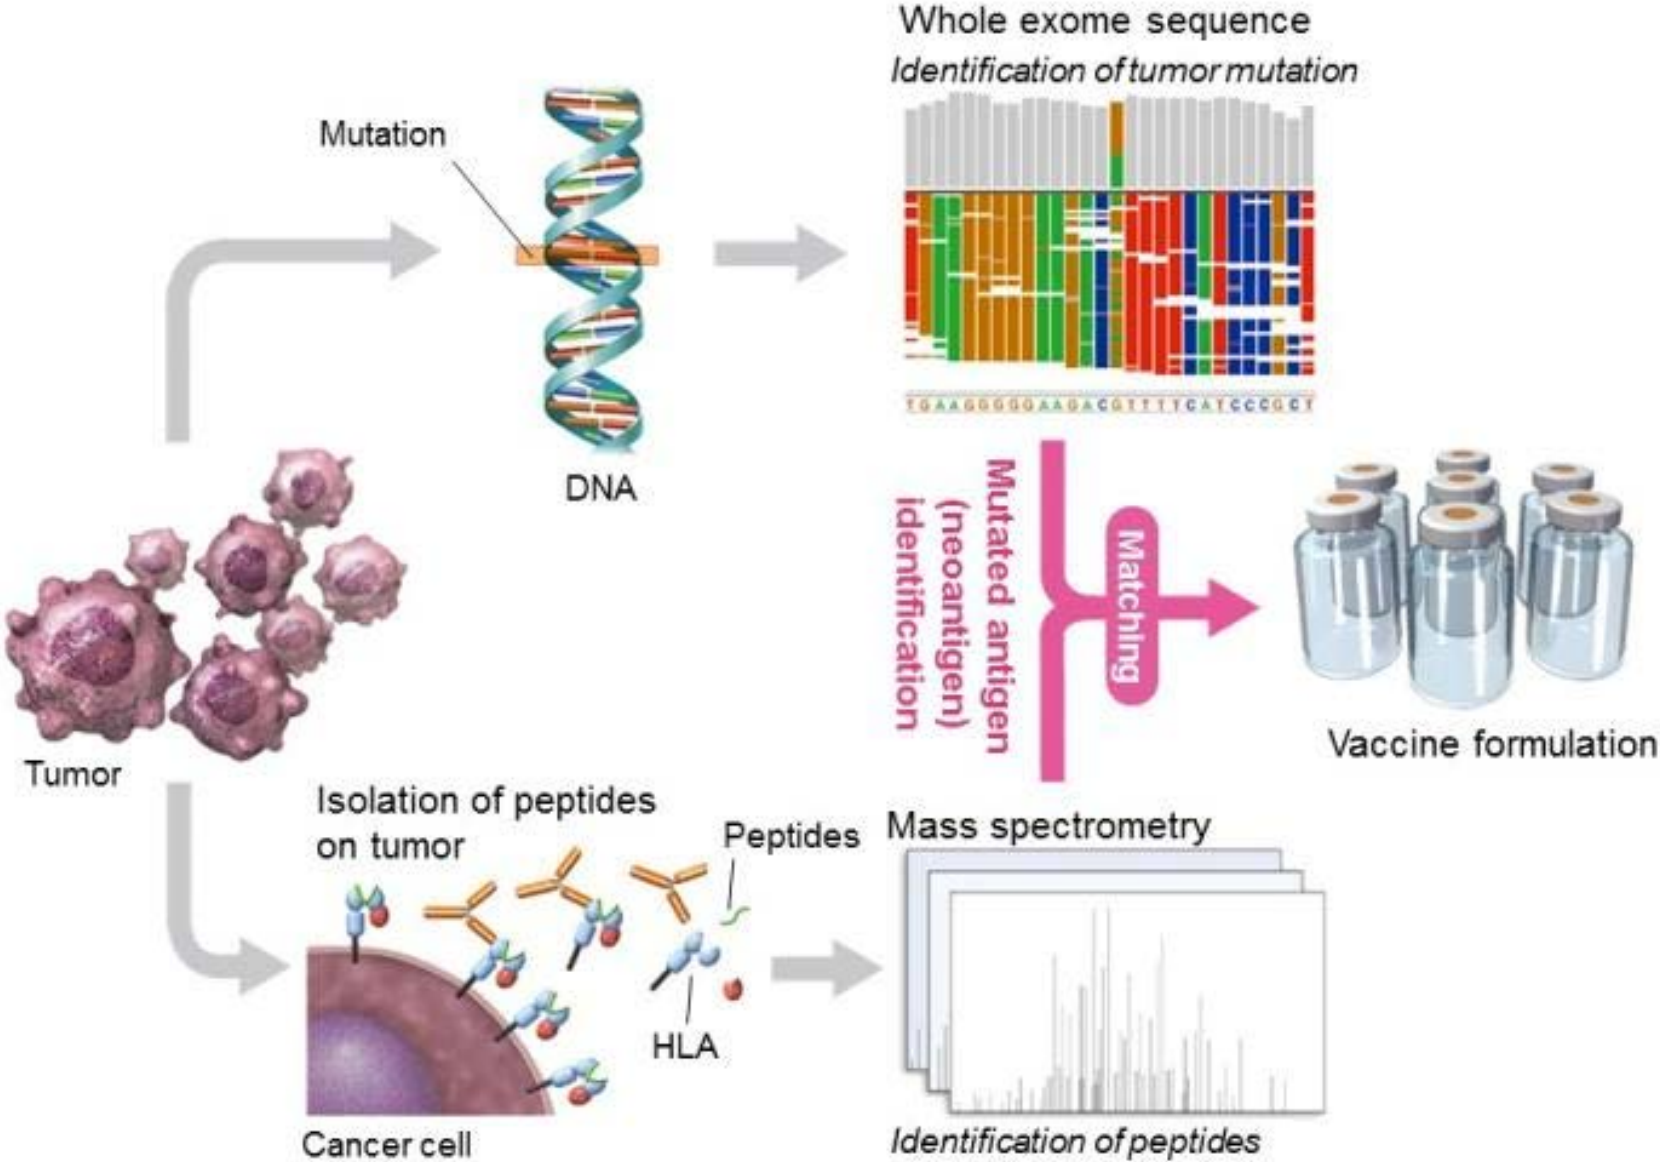 Whole exome sequence
Identification of tumor mutation
Mutation
DNA
TGAAGGGGGAAGACGTTTTCATCCCGCT
Mutated antigen
(neoantigen)
identification
Matching
Vaccine formulation
Tumor
Isolation of peptides
on tumor
Peptides
HLA
Cancer cell
Mass spectrometry
Identification of peptides